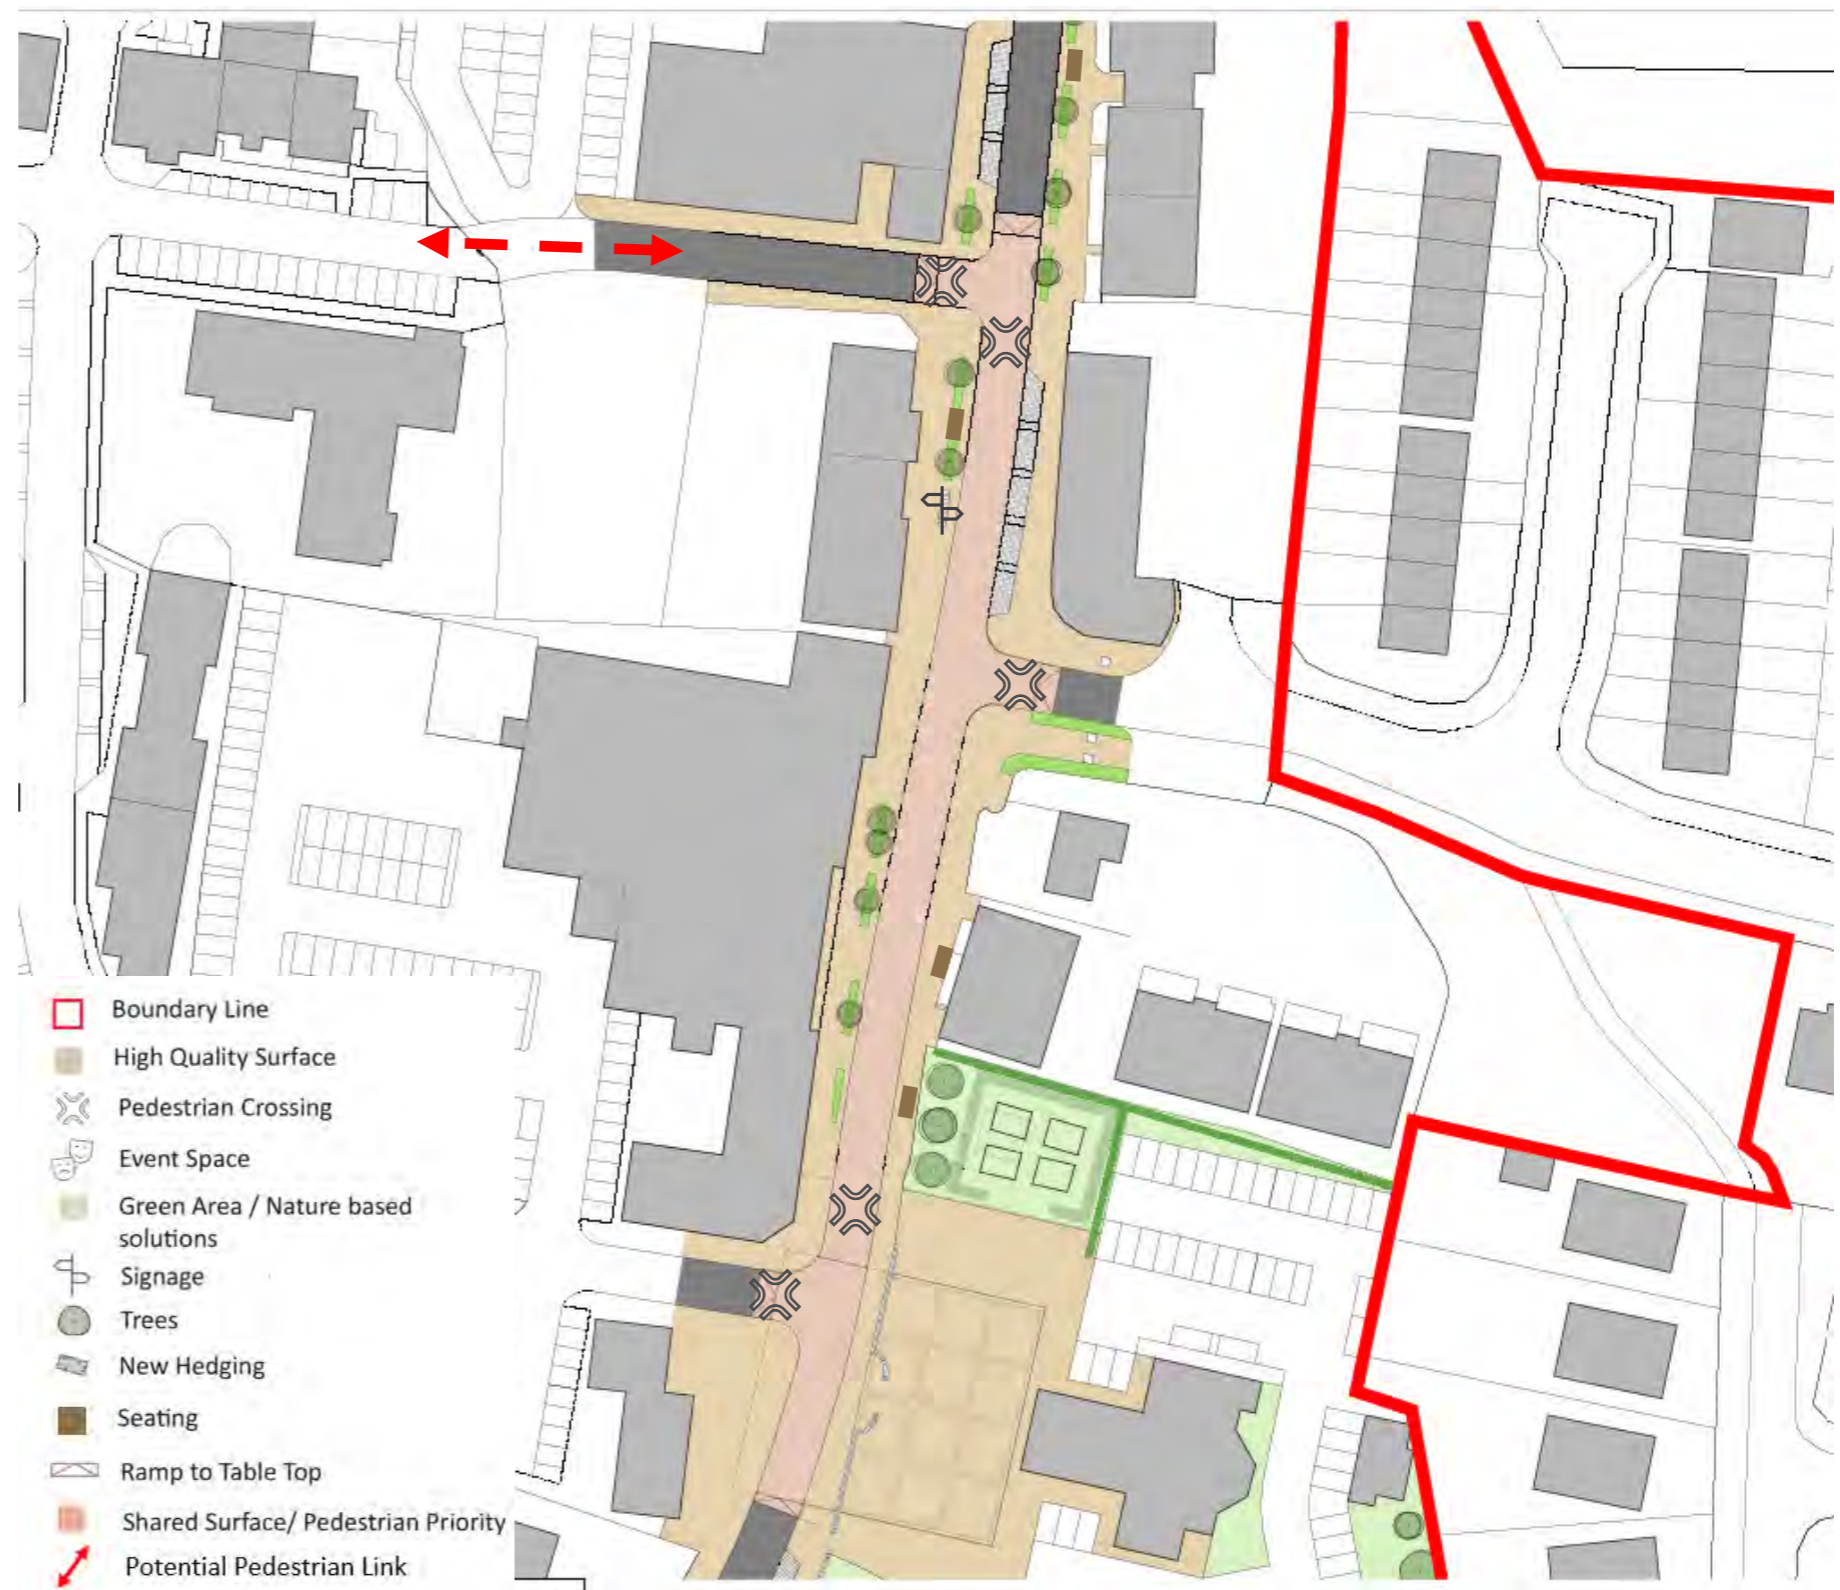 Boundary Line
High Quality Surface
Pedestrian Crossing
Event Space
Green Area / Nature based
solutions
Signage
Trees
New Hedging
Seating
Ramp to Table Top
Shared Surface/ Pedestrian Priority
Potential Pedestrian Link